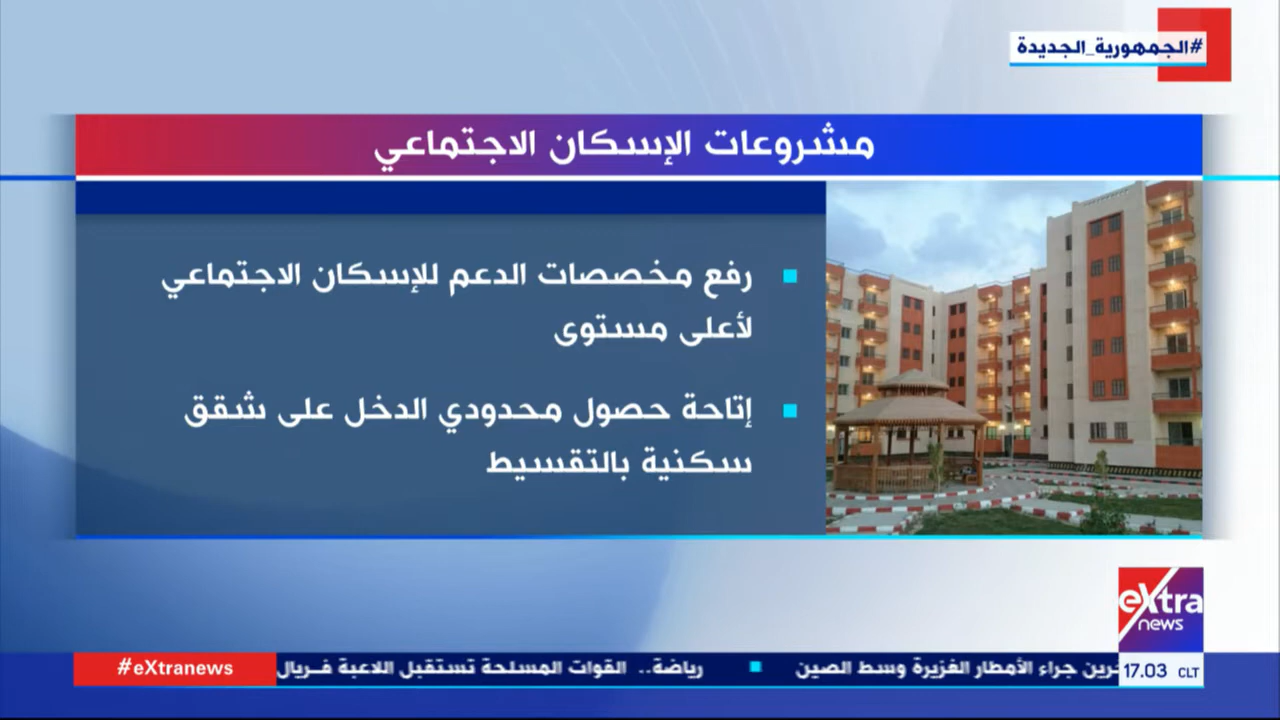 #الجمهورية_الجديدة
مشروعات الإسكان الاجتماعي
رفع مخصصات الدعم للإسكان الاجتماعي
لأعلى مستوى
إتاحة حصول محدودي الدخل على شقق
سكنية بالتقسيط
eXtra
news
17.03 CLT
جراء الأمطار الغزيرة وسط الصين
رياضة.. القوات المسلحة تستقبل اللاعبة فريال
#eXtranews